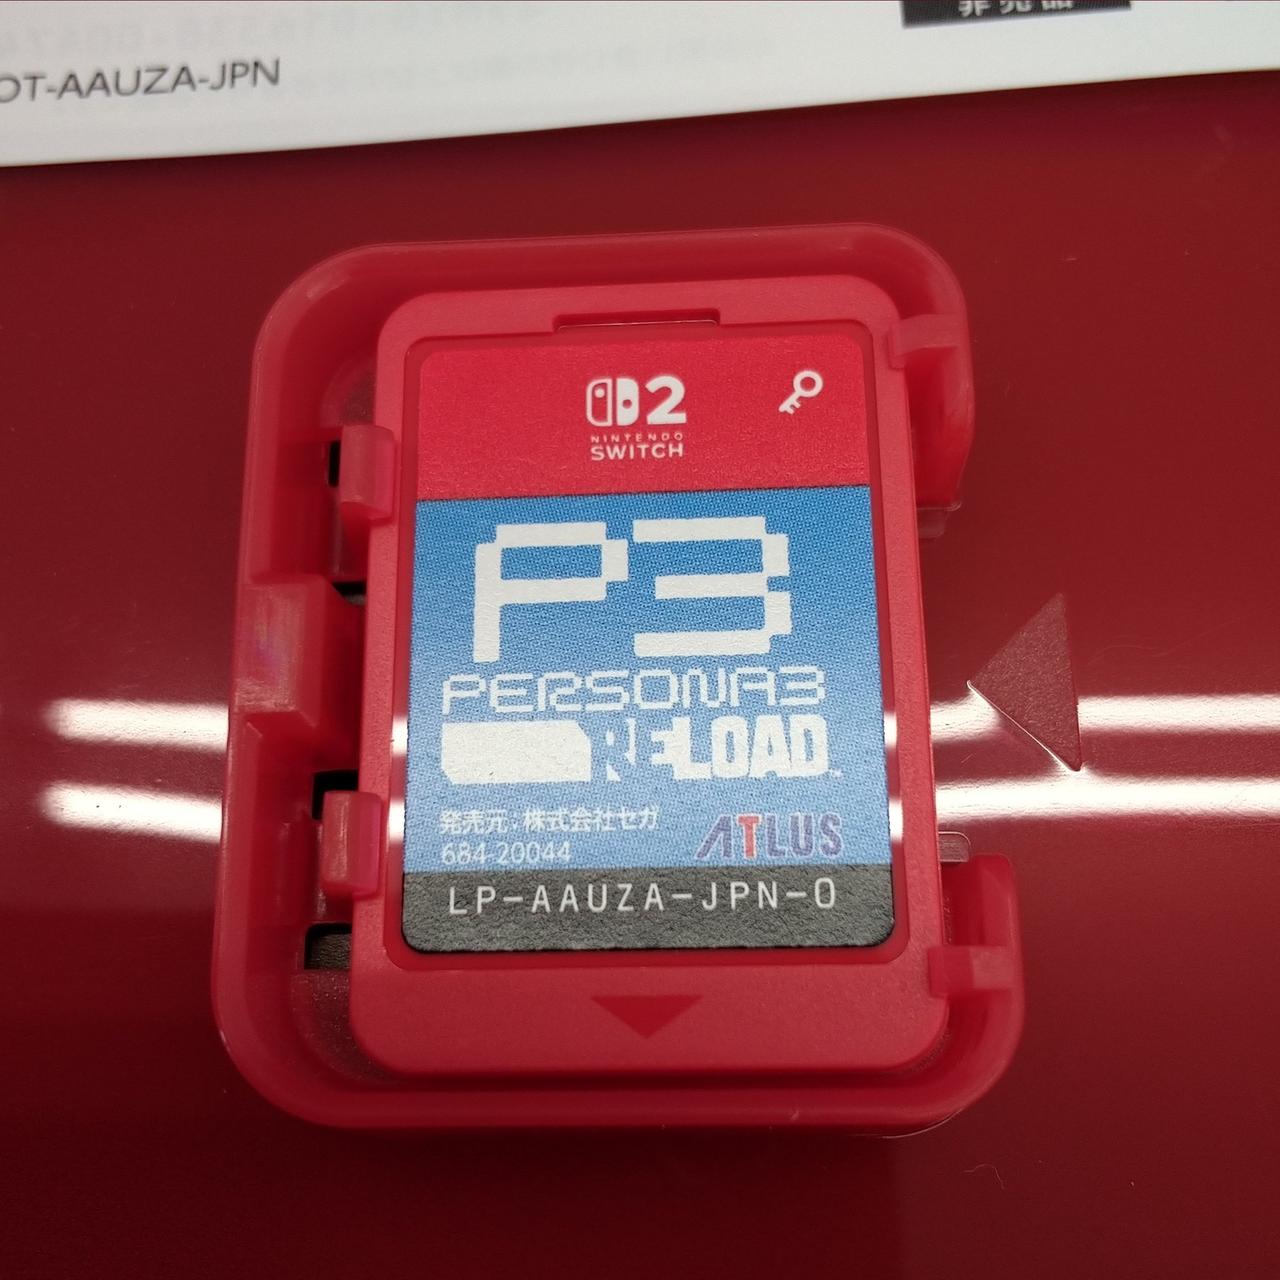 OT-AAUZA-JPN
非売品
2
NINTENDO
SWITCH
P3
PERSONA3
RELOAD™
発売元：株式会社セガ
684-20044
ATLUS
LP-AAUZA-JPN-0